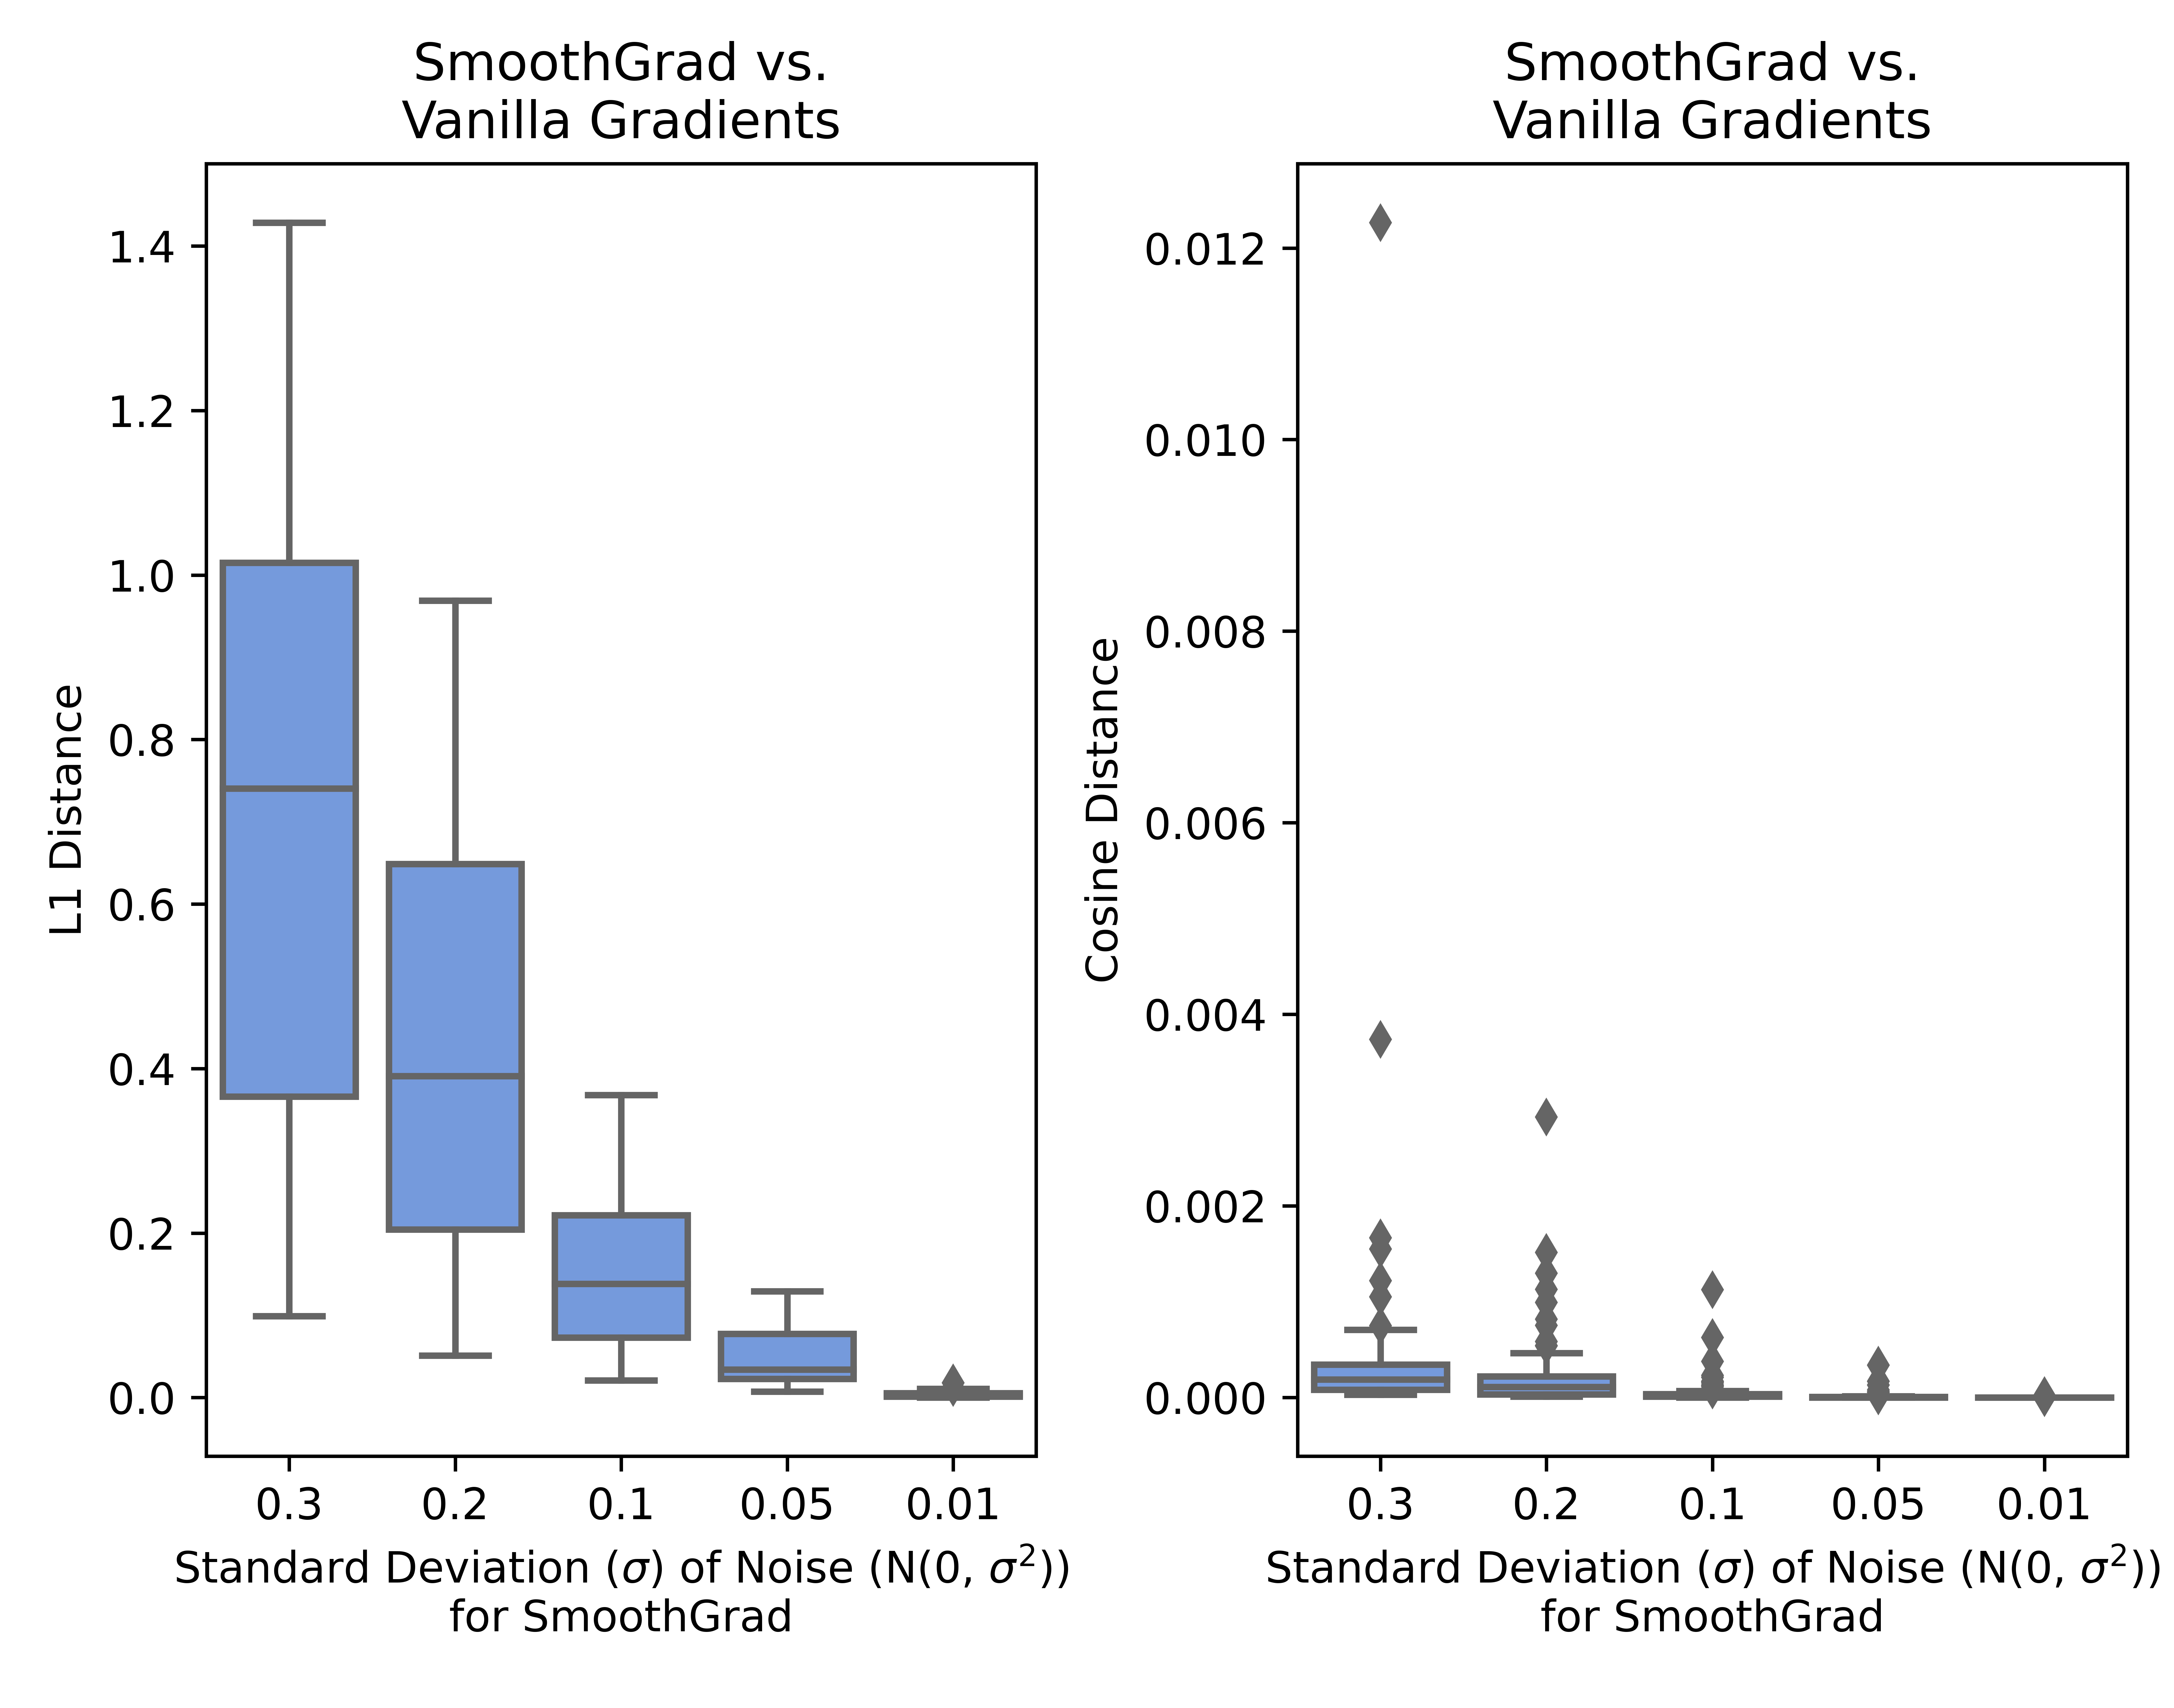 SmoothGrad vs.
Vanilla Gradients
L1 Distance
1.4
1.2
1.0
0.8
0.6
0.4
0.2
0.0
0.3 0.2 0.1 0.05 0.01
Standard Deviation (σ) of Noise (N(0, σ²))
for SmoothGrad
SmoothGrad vs.
Vanilla Gradients
Cosine Distance
0.012
0.010
0.008
0.006
0.004
0.002
0.000
0.3 0.2 0.1 0.05 0.01
Standard Deviation (σ) of Noise (N(0, σ²))
for SmoothGrad